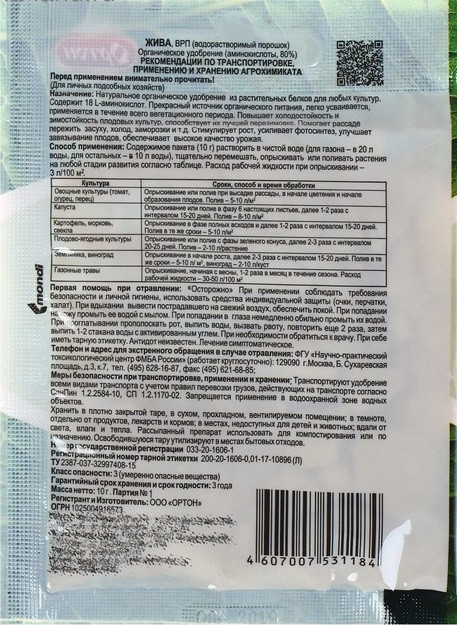 Ортон
ЖИВА, ВРП (водорастворимый порошок)
Органическое удобрение (аминокислоты, 80%)
РЕКОМЕНДАЦИИ ПО ТРАНСПОРТИРОВКЕ,
ПРИМЕНЕНИЮ И ХРАНЕНИЮ АГРОХИМИКАТА
Перед применением внимательно прочитать!
(Для личных подсобных хозяйств)
Назначение: Натуральное органическое удобрение из растительных белков для любых культур.
Содержит 18 L-аминокислот. Прекрасный источник органического питания, легко усваивается,
применяется в течение всего вегетационного периода. Повышает холодостойкость и
зимостойкость плодовых культур, способствует их лучшей перезимовке. Помогает рассаде
пережить засуху, холод, заморозки и т.д. Стимулирует рост, усиливает фотосинтез, улучшает
завязывание плодов, обеспечивает высокое качество урожая.
Способ применения: Содержимое пакета (10 г) растворить в чистой воде (для газона – в 20 л
воды, для остальных – в 10 л воды), тщательно перемешать, опрыскивать или поливать растения
на любой стадии развития согласно таблице. Расход рабочей жидкости при опрыскивании –
3 л/100 м².
Культура Сроки, способ и время обработки
Овощные культуры (томат, огурец, перец) Опрыскивание или полив при высадке рассады, в начале цветения и начале образования плодов. Полив – 5-10 л/м²
Капуста Опрыскивание или полив в фазу 6 настоящих листьев, далее 1-2 раза с интервалом 15-20 дней. Полив – 8-10 л/м²
Картофель, морковь, свекла Опрыскивание или полив в фазе полных всходов и далее 1-2 раза с интервалом 15-20 дней. Полив в те же сроки – 5-10 л/м²
Плодово-ягодные культуры Опрыскивание или полив с фазы зеленого конуса, далее 2-3 раза с интервалом 20-25 дней. Полив – 2-10 л/растение
Земляника, виноград Опрыскивание в начале роста, далее 2-3 раза с интервалом 15-20 дней. Полив в те же сроки – 5-10 л/м², виноград – 2-10 л/куст
Газонные травы Опрыскивание, начиная с весны, 1-2 раза в месяц в течение сезона. Расход рабочей жидкости – 30-50 л/100 м²
mondi
Первая помощь при отравлении: «Осторожно» При применении соблюдать требования
безопасности и личной гигиены, использовать средства индивидуальной защиты (очки, перчатки,
халат). При вдыхании вывести пострадавшего на свежий воздух, обеспечить покой. При попадании
на кожу промыть ее водой с мылом. При попадании в глаза немедленно обильно промыть их водой.
При проглатывании прополоскать рот, выпить воды, вызвать рвоту, повторить еще 2 раза, затем
выпить 1-2 стакана воды с активированным углем. При необходимости обратиться к врачу. При себе
иметь тарную этикетку. Антидот неизвестен. Лечение симптоматическое.
Телефон и адрес для экстренного обращения в случае отравления: ФГУ «Научно-практический
токсикологический центр ФМБА РОССИИ» (работает круглосуточно): 129090 г.Москва, Б. Сухаревская
площадь, д.3, к.7, тел. (495) 628-16-87, факс (495) 621-68-85;
Меры безопасности при транспортировке, применении и хранении: Транспортируют удобрение
всеми видами транспорта с учетом правил перевозки грузов, действующих на транспорте согласно
СанПин 1.2.2584-10, СП 1.2.1170-02. Запрещается применение в водоохранной зоне водных
объектов.
Хранить в плотно закрытой таре, в сухом, прохладном, вентилируемом помещении; в темноте,
отдельно от продуктов, лекарств и кормов; в местах, недоступных для детей и животных; вдали от
света, влаги и тепла. Рассыпанный препарат использовать для компостирования или по
назначению. Освободившуюся тару утилизируют в местах бытовых отходов.
№ государственной регистрации 033-20-1606-1
Регистрационный номер тарной этикетки 200-20-1606-0,01-17-10896 (Л)
ТУ 2387-037-32997408-15
Класс опасности: 3 (умеренно опасные вещества)
Гарантийный срок хранения и срок годности: 3 года
Масса нетто: 10 г. Партия № 1
Регистрант и Изготовитель: ООО «ОРТОН»
ОГРН 1025004916573
4 607007 531184